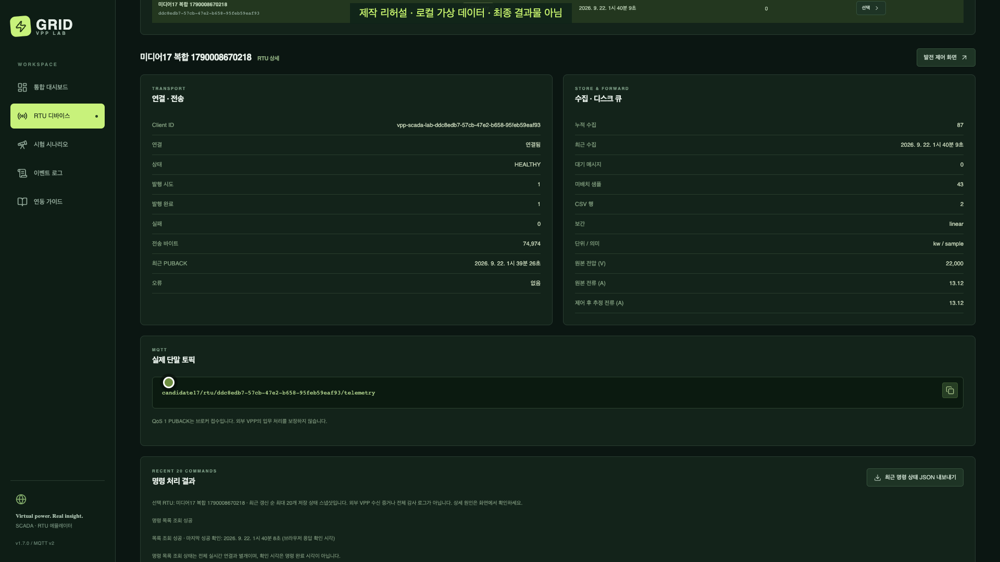 GRID
VPP LAB
WORKSPACE
통합 대시보드
RTU 디바이스
시험 시나리오
이벤트 로그
연동 가이드
Virtual power. Real insight.
SCADA · RTU 에뮬레이터
v1.7.0 / MQTT v2
미디어17 복합 1790008670218
ddc8edb7-57cb-47e2-b658-95feb59eaf93
제작 리허설 · 로컬 가상 데이터 · 최종 결과물 아님
2026. 9. 22. 1시 40분 9초
0
선택
미디어17 복합 1790008670218 RTU 상세
발전 제어 화면
TRANSPORT
연결 · 전송
Client ID vpp-scada-lab-ddc8edb7-57cb-47e2-b658-95feb59eaf93
연결 연결됨
상태 HEALTHY
발행 시도 1
발행 완료 1
실패 0
전송 바이트 74,974
최근 PUBACK 2026. 9. 22. 1시 39분 26초
오류 없음
STORE & FORWARD
수집 · 디스크 큐
누적 수집 87
최근 수집 2026. 9. 22. 1시 40분 9초
대기 메시지 0
미배치 샘플 43
CSV 행 2
보간 linear
단위 / 의미 kw / sample
원본 전압 (V) 22,000
원본 전류 (A) 13.12
제어 후 추정 전류 (A) 13.12
MQTT
실제 단말 토픽
candidate17/rtu/ddc8edb7-57cb-47e2-b658-95feb59eaf93/telemetry
QoS 1 PUBACK는 브로커 접수입니다. 외부 VPP의 업무 처리를 보장하지 않습니다.
RECENT 20 COMMANDS
명령 처리 결과
최근 명령 상태 JSON 내보내기
선택 RTU: 미디어17 복합 1790008670218 · 최근 갱신 순 최대 20개 저장 상태 스냅샷입니다. 외부 VPP 수신 증거나 전체 감사 로그가 아닙니다. 상세 원인은 화면에서 확인하세요.
명령 목록 조회 성공
목록 조회 성공 · 마지막 성공 확인: 2026. 9. 22. 1시 40분 8초 (브라우저 응답 확인 시각)
명령 목록 조회 상태는 전체 실시간 연결과 별개이며, 확인 시각은 명령 완료 시각이 아닙니다.